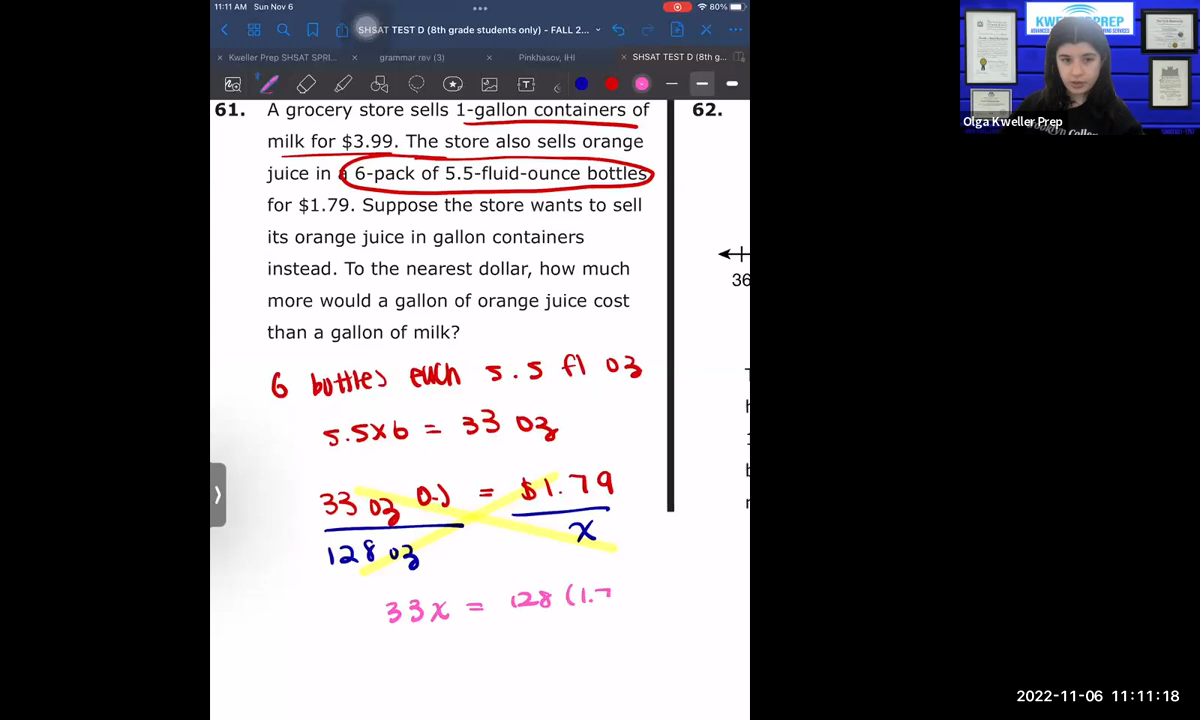 11:11 AM Sun Nov 6
80%
SHSAT TEST D (8th grade students only) - FALL 2...
Kweller Prep SHSAT SPRI...
grammar rev (3)
Pinkhasov, IHI
SHSAT TEST D (8th g...
61. A grocery store sells 1-gallon containers of
milk for $3.99. The store also sells orange
juice in a 6-pack of 5.5-fluid-ounce bottles
for $1.79. Suppose the store wants to sell
its orange juice in gallon containers
instead. To the nearest dollar, how much
more would a gallon of orange juice cost
than a gallon of milk?
6 bottles each 5.5 fl oz
5.5x6 = 33 oz
33 oz O.J = $1.79
128 oz x
33x = 128 (1.7
62.
36
KWELLER PREP
Olga Kweller Prep
2022-11-06 11:11:18